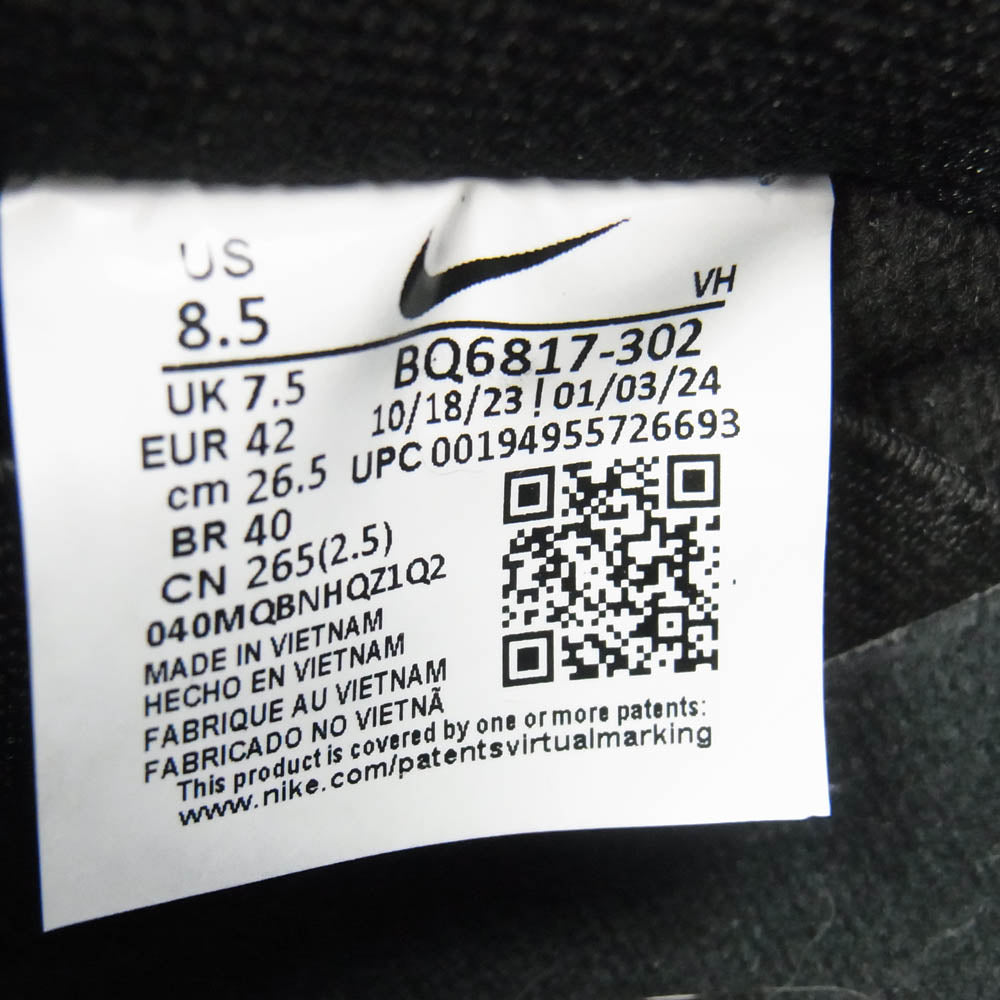 US
8.5
VH
UK 7.5
EUR 42
cm 26.5
BR 40
CN 265(2.5)
BQ6817-302
10/18/23 ! 01/03/24
UPC 00194955726693
040MQBNHQZ1Q2
MADE IN VIETNAM
HECHO EN VIETNAM
FABRIQUE AU VIETNAM
FABRICADO NO VIETNÃ
This product is covered by one or more patents:
www.nike.com/patentsvirtualmarking